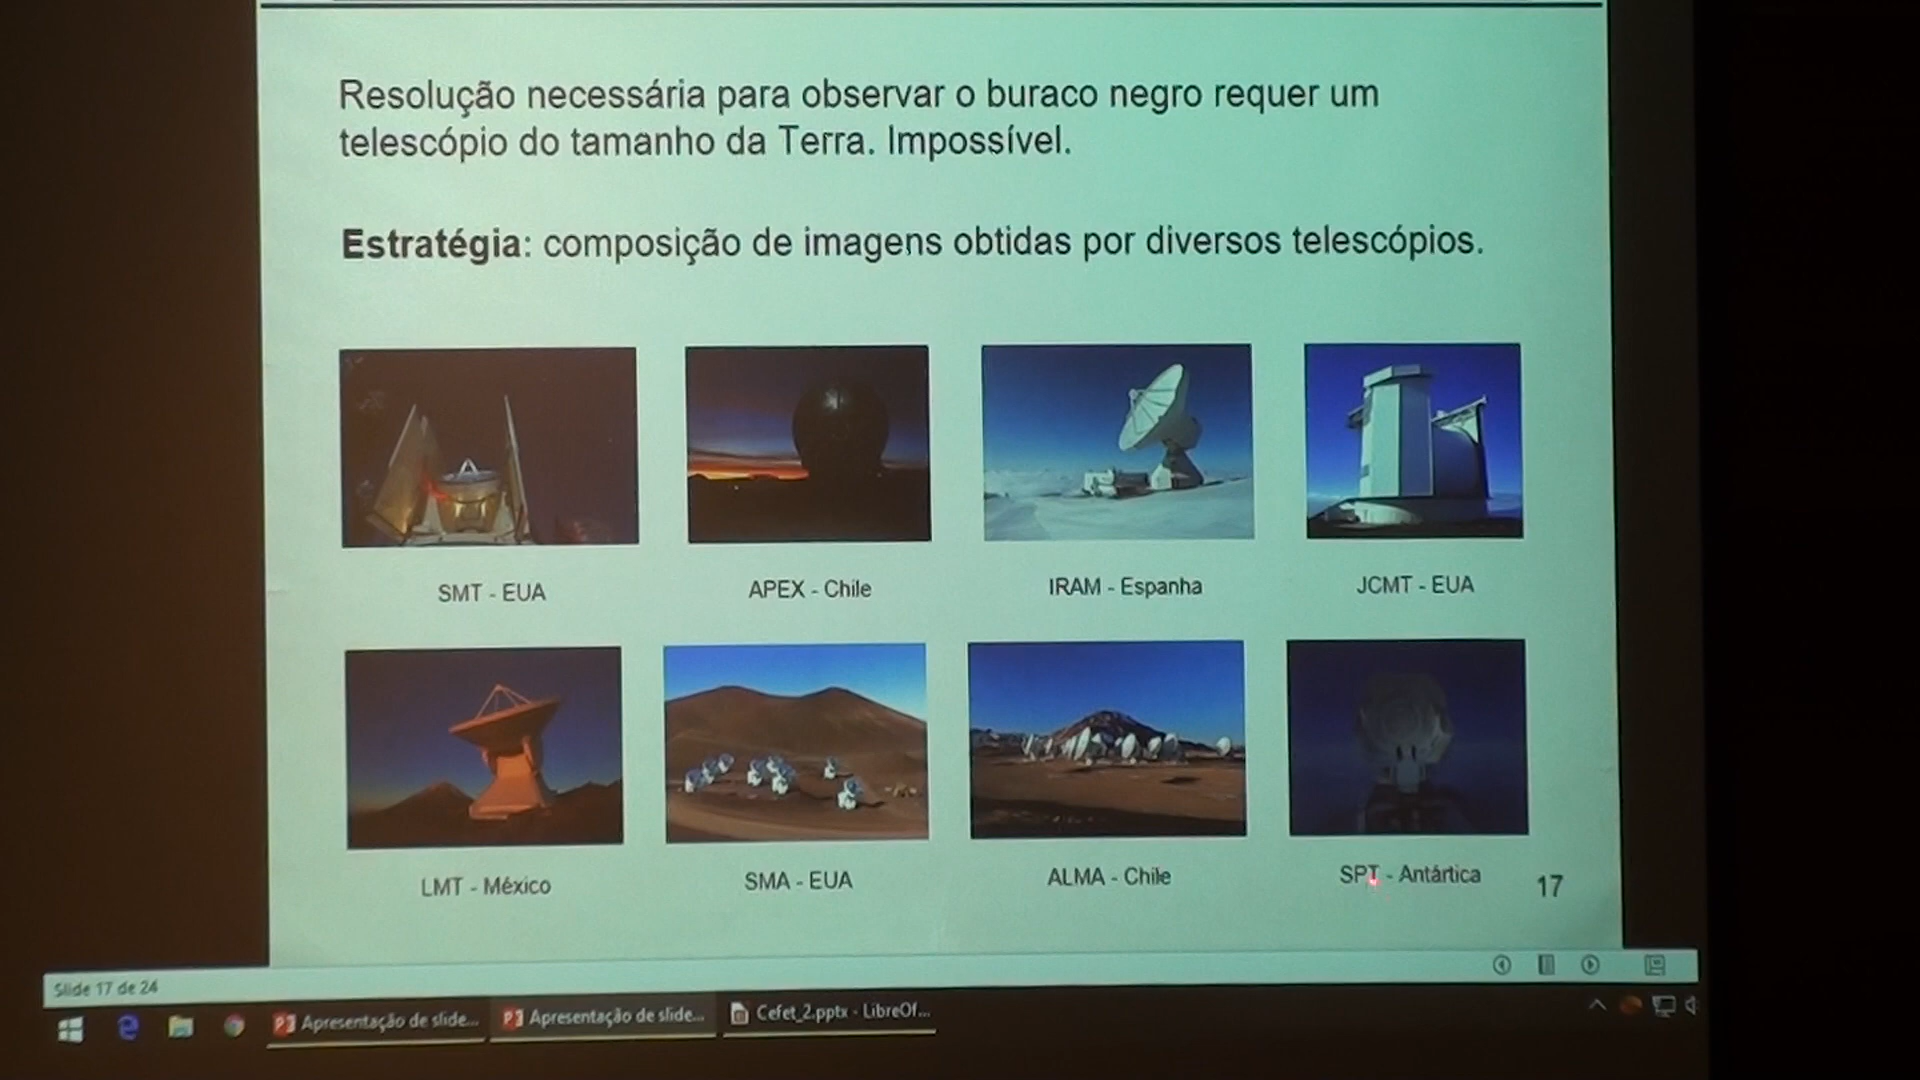 Resolução necessária para observar o buraco negro requer um
telescópio do tamanho da Terra. Impossível.
Estratégia: composição de imagens obtidas por diversos telescópios.
SMT - EUA
APEX - Chile
IRAM - Espanha
JCMT - EUA
LMT - México
SMA - EUA
ALMA - Chile
SPT - Antártica
17
Slide 17 de 24
Apresentação de slide...
Apresentação de slide...
Cefet_2.pptx - LibreOf...